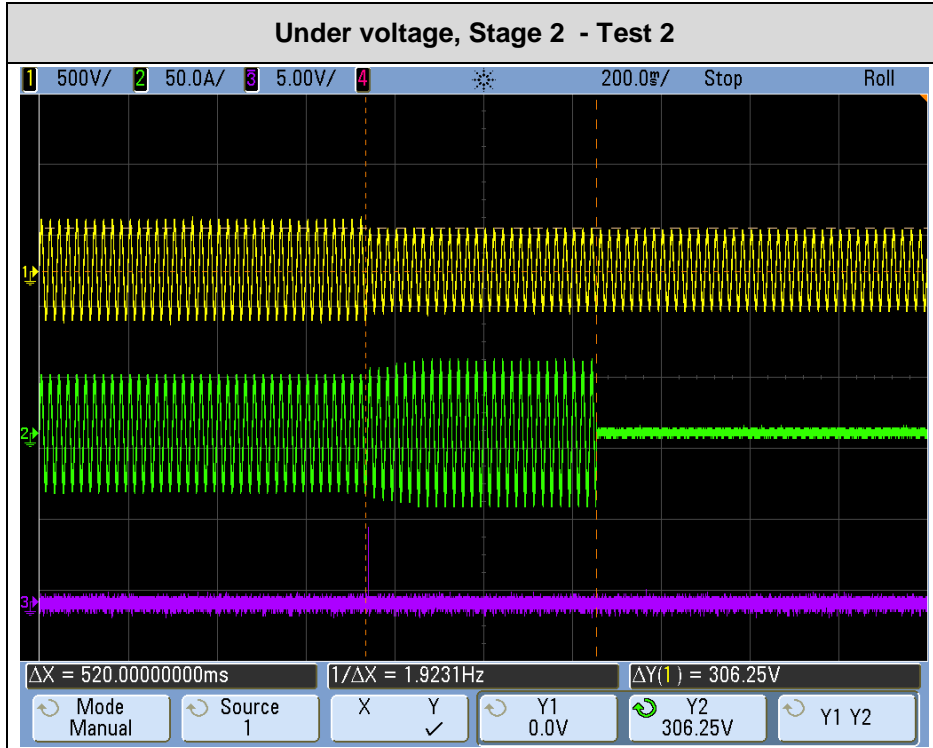 Under voltage, Stage 2 - Test 2
1 500V/ 2 50.0A/ 3 5.00V/ 4 200.0m/ Stop Roll
1
2
3
ΔX = 520.00000000ms 1/ΔX = 1.9231Hz ΔY(1) = 306.25V
Mode Source X Y Y1 Y2 Y1 Y2
Manual 1 ✓ 0.0V 306.25V